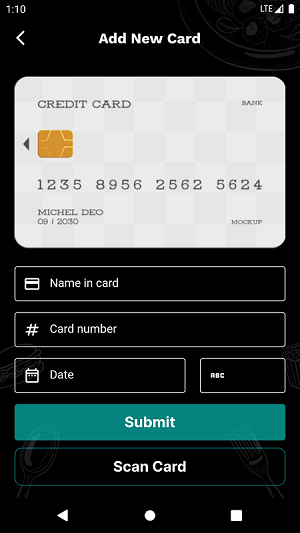 1:10
LTE
Add New Card
CREDIT CARD
BANK
1235 8956 2562 5624
MICHEL DEO
09 / 2030
MOCKUP
Name in card
# Card number
Date
ABC
Submit
Scan Card